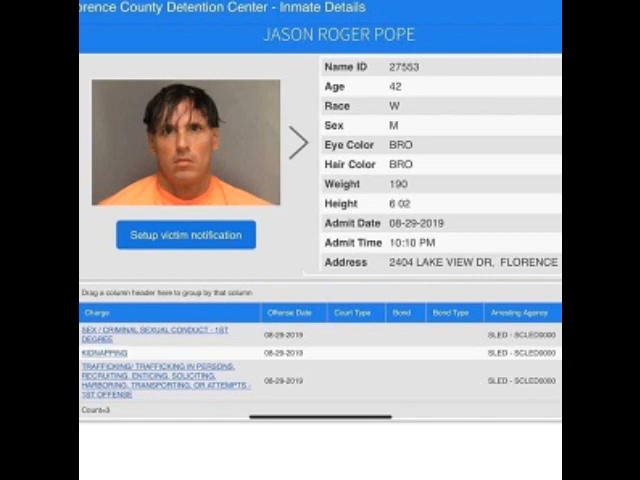 orence County Detention Center - Inmate Details
JASON ROGER POPE
Name ID 27553
Age 42
Race W
Sex M
Eye Color BRO
Hair Color BRO
Weight 190
Height 6 02
Admit Date 08-29-2019
Admit Time 10:10 PM
Address 2404 LAKE VIEW DR, FLORENCE
Setup victim notification
Drag a column header here to group by that column
Charge Offense Date Court Type Bond Bond Type Arresting Agency
SEX / CRIMINAL SEXUAL CONDUCT - 1ST
DEGREE 08-29-2019 SLED - SCLED0000
KIDNAPPING 08-29-2019 SLED - SCLED0000
TRAFFICKING/ TRAFFICKING IN PERSONS,
RECRUITING, ENTICING, SOLICITING,
HARBORING, TRANSPORTING, OR ATTEMPTS -
1ST OFFENSE 08-29-2019 SLED - SCLED0000
Count=3